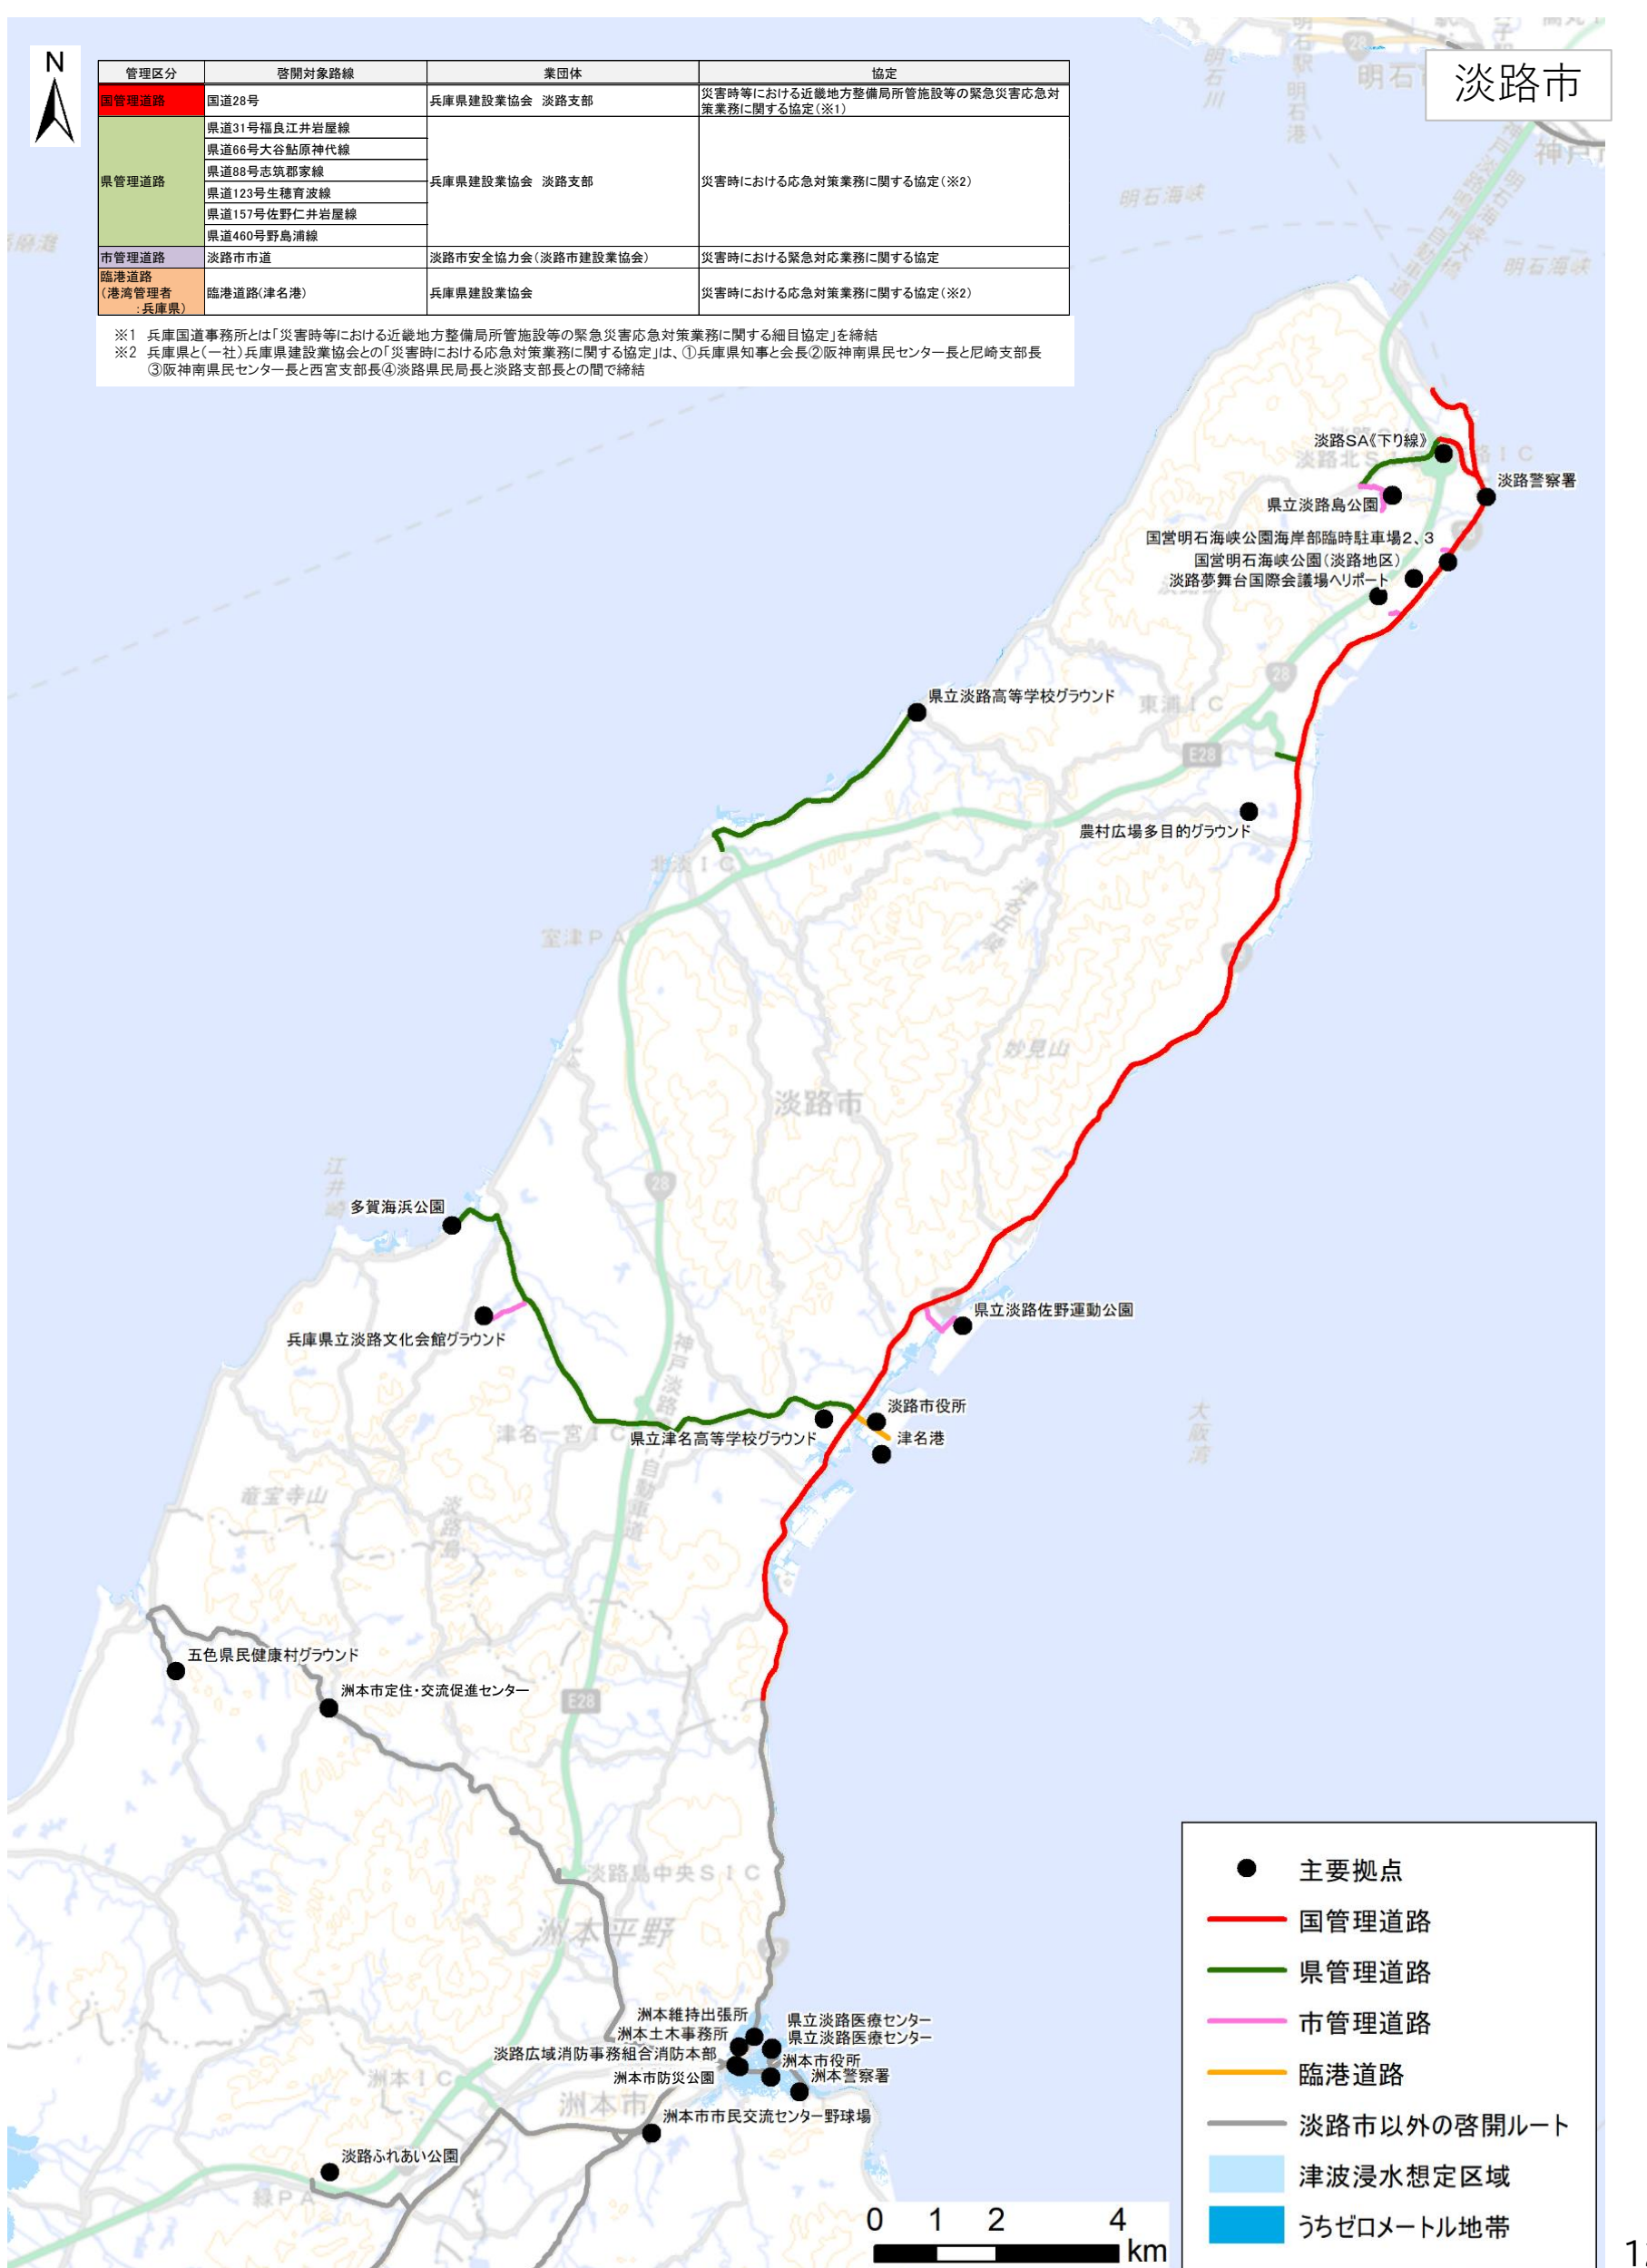 淡路市
N
管理区分 啓開対象路線 業団体 協定
国管理道路 国道28号 兵庫県建設業協会 淡路支部 災害時等における近畿地方整備局所管施設等の緊急災害応急対
策業務に関する協定(※1)
県道31号福良江井岩屋線
県道66号大谷鮎原神代線
県道88号志筑郡家線
県管理道路 兵庫県建設業協会 淡路支部 災害時における応急対策業務に関する協定(※2)
県道123号生穂育波線
県道157号佐野仁井岩屋線
県道460号野島浦線
市管理道路 淡路市市道 淡路市安全協力会(淡路市建設業協会) 災害時における緊急対応業務に関する協定
臨港道路
(港湾管理者
:兵庫県)
臨港道路(津名港) 兵庫県建設業協会 災害時における応急対策業務に関する協定(※2)
※1 兵庫国道事務所とは「災害時等における近畿地方整備局所管施設等の緊急災害応急対策業務に関する細目協定」を締結
※2 兵庫県と(一社)兵庫県建設業協会との「災害時における応急対策業務に関する協定」は、①兵庫県知事と会長②阪神南県民センター長と尼崎支部長
③阪神南県民センター長と西宮支部長④淡路県民局長と淡路支部長との間で締結
明石川
明石港
明石海峡
明石海峡
淡路SA《下り線》
淡路警察署
県立淡路島公園
国営明石海峡公園海岸部臨時駐車場2、3
国営明石海峡公園(淡路地区)
淡路夢舞台国際会議場ヘリポート
28
県立淡路高等学校グラウンド
東浦IC
E28
農村広場多目的グラウンド
北淡IC
津名丘陵
室津PA
妙見山
淡路市
28
江井崎
多賀海浜公園
県立淡路佐野運動公園
兵庫県立淡路文化会館グラウンド
神戸淡路
自動車道
淡路市役所
津名一宮IC
県立津名高等学校グラウンド
津名港
大阪湾
竜宝寺山
淡路島
五色県民健康村グラウンド
洲本市定住・交流促進センター
E28
淡路島中央SIC
洲本平野
洲本維持出張所
県立淡路医療センター
洲本土木事務所
県立淡路医療センター
淡路広域消防事務組合消防本部
洲本市役所
洲本市防災公園
洲本警察署
洲本IC
洲本市
洲本市市民交流センター野球場
淡路ふれあい公園
緑PA
主要拠点
国管理道路
県管理道路
市管理道路
臨港道路
淡路市以外の啓開ルート
津波浸水想定区域
うちゼロメートル地帯
0 1 2 4
km